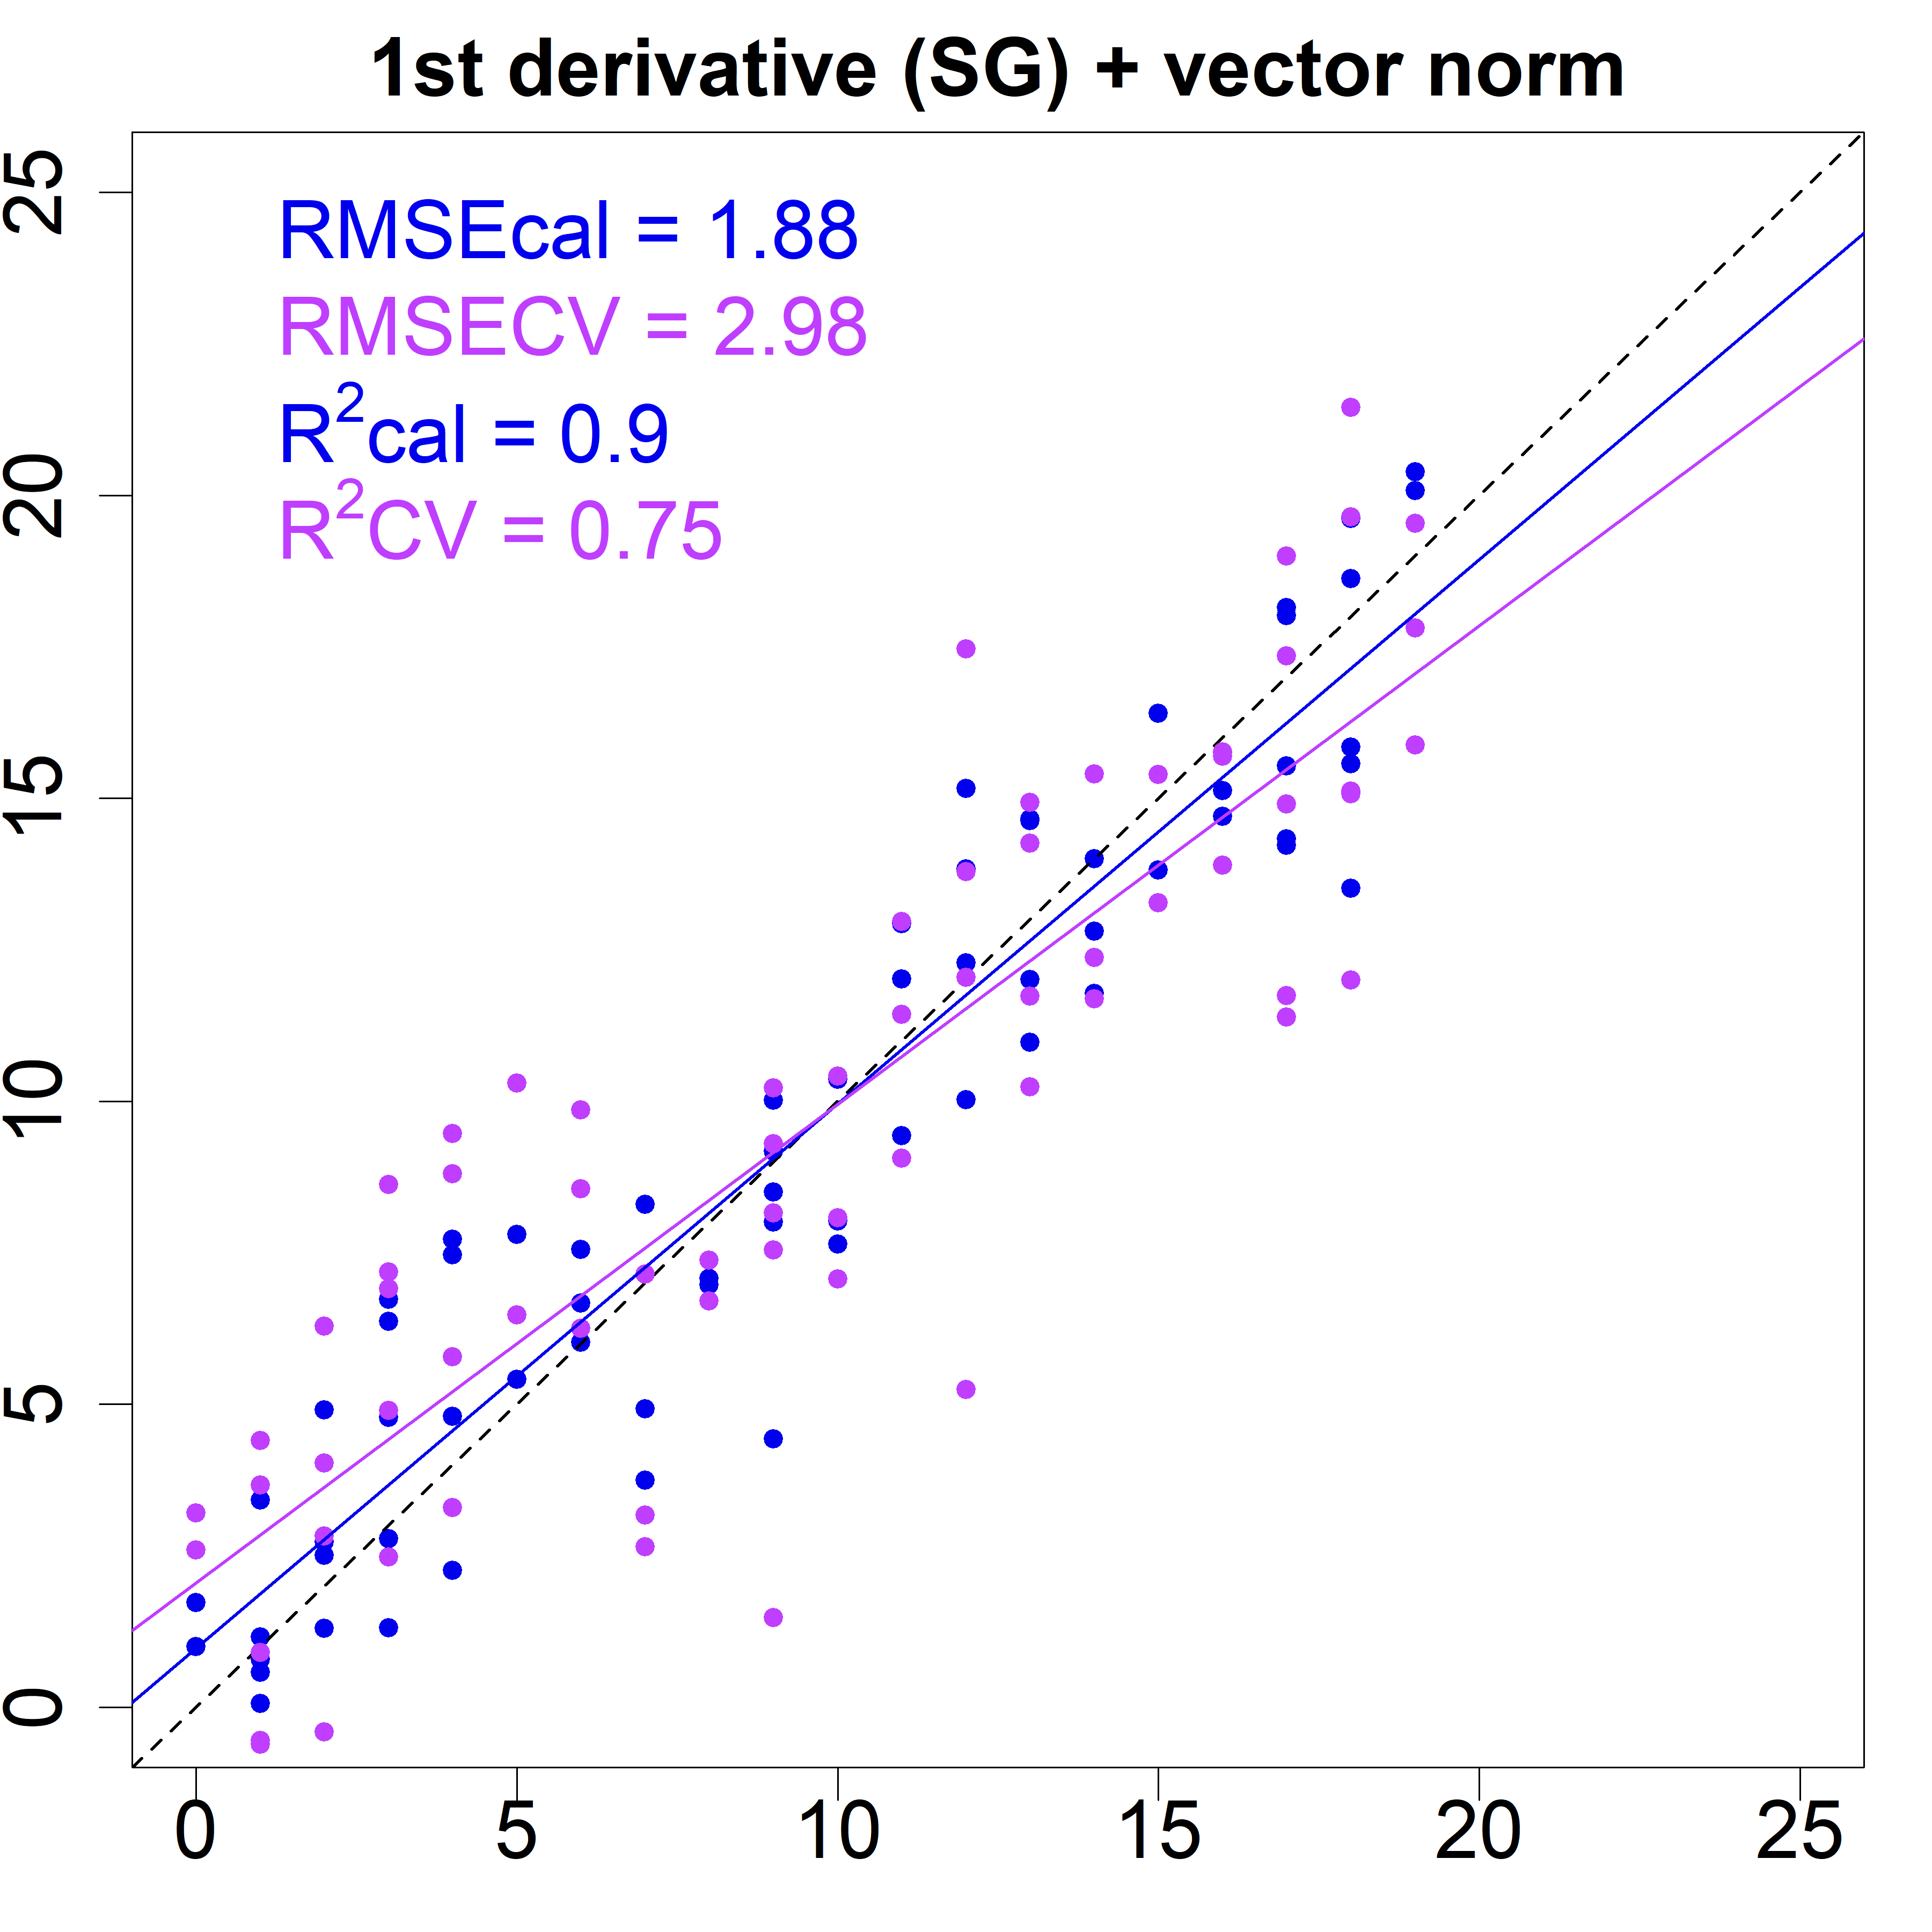 1st derivative (SG) + vector norm
RMSEcal = 1.88
RMSECV = 2.98
R²cal = 0.9
R²CV = 0.75
25
20
15
10
5
0
0 5 10 15 20 25